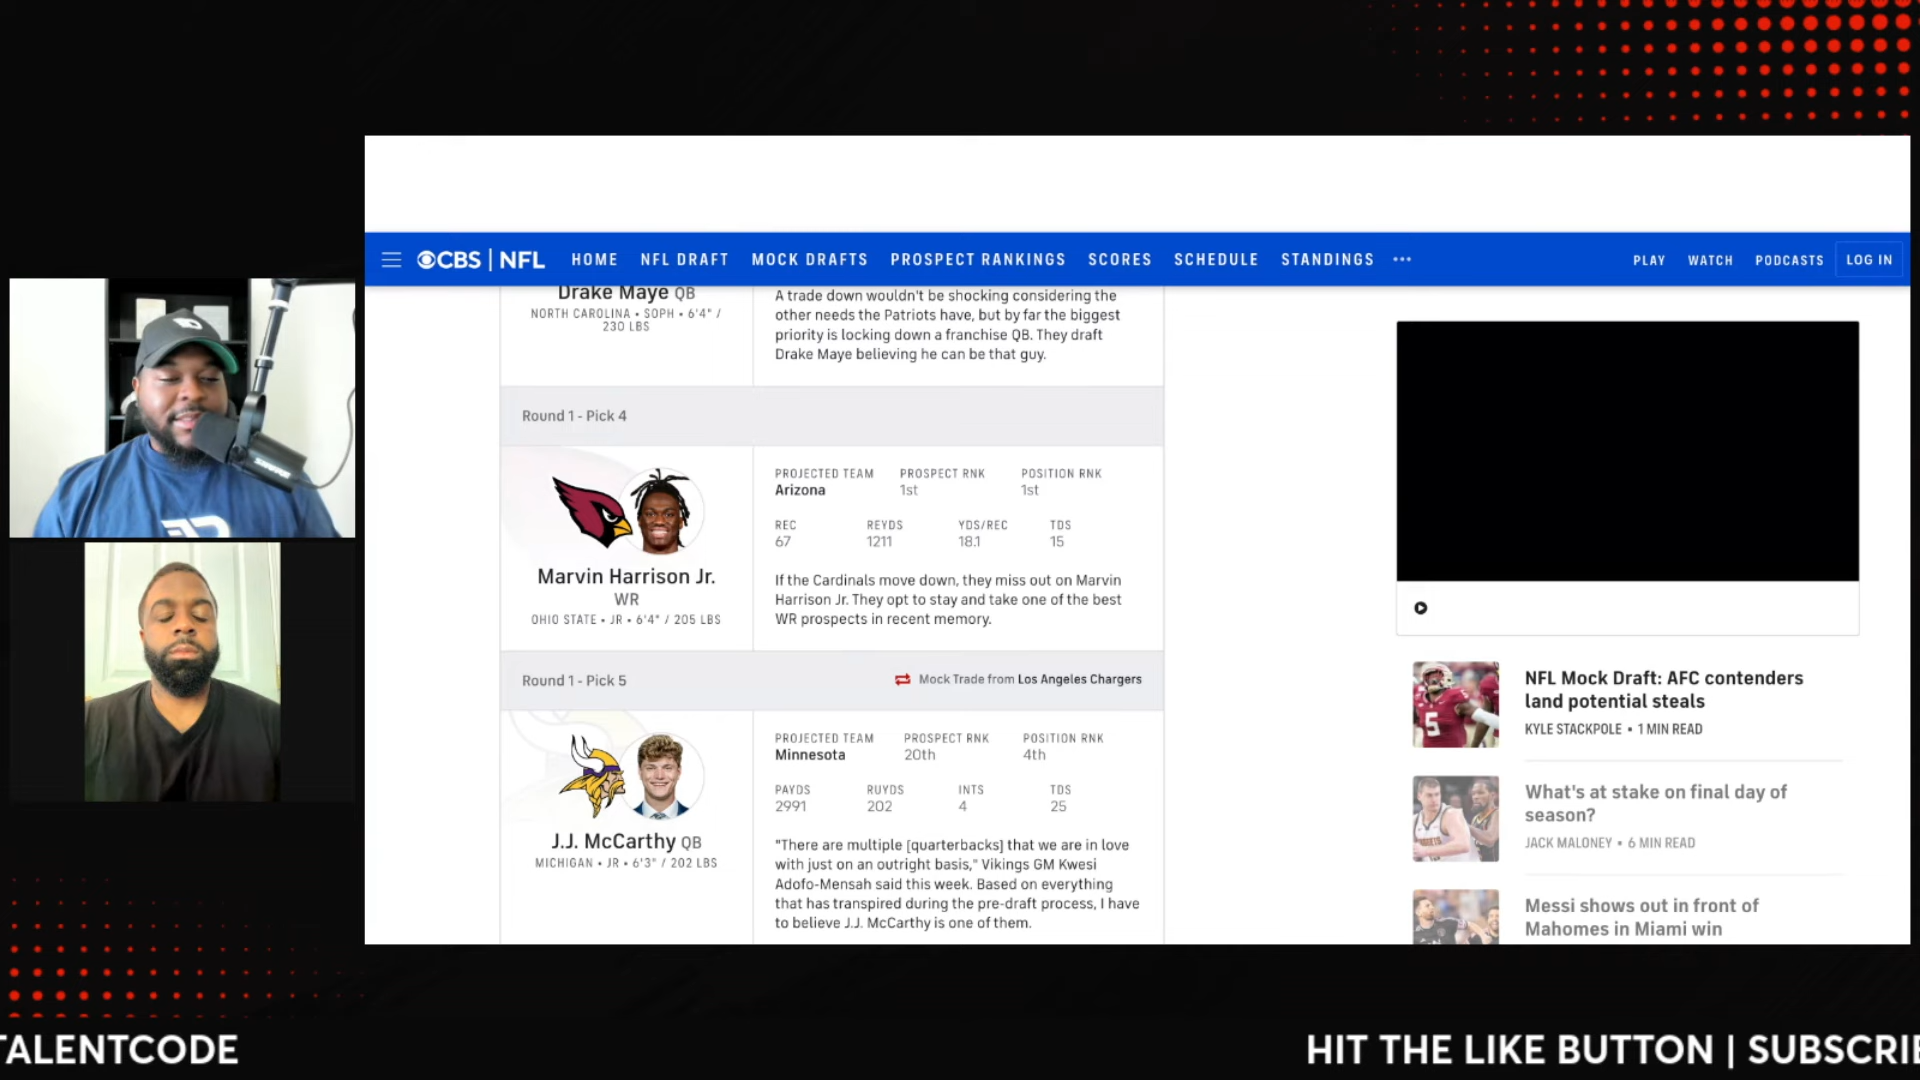 CBS | NFL HOME NFL DRAFT MOCK DRAFTS PROSPECT RANKINGS SCORES SCHEDULE STANDINGS ••• PLAY WATCH PODCASTS LOG IN
Drake Maye QB
NORTH CAROLINA • SOPH • 6'4" /
230 LBS
A trade down wouldn't be shocking considering the
other needs the Patriots have, but by far the biggest
priority is locking down a franchise QB. They draft
Drake Maye believing he can be that guy.
Round 1 - Pick 4
Marvin Harrison Jr.
WR
OHIO STATE • JR • 6'4" / 205 LBS
PROJECTED TEAM PROSPECT RNK POSITION RNK
Arizona 1st 1st
REC REYDS YDS/REC TDS
67 1211 18.1 15
If the Cardinals move down, they miss out on Marvin
Harrison Jr. They opt to stay and take one of the best
WR prospects in recent memory.
Round 1 - Pick 5 Mock Trade from Los Angeles Chargers
J.J. McCarthy QB
MICHIGAN • JR • 6'3" / 202 LBS
PROJECTED TEAM PROSPECT RNK POSITION RNK
Minnesota 20th 4th
PAYDS RUYDS INTS TDS
2991 202 4 25
"There are multiple [quarterbacks] that we are in love
with just on an outright basis," Vikings GM Kwesi
Adofo-Mensah said this week. Based on everything
that has transpired during the pre-draft process, I have
to believe J.J. McCarthy is one of them.
NFL Mock Draft: AFC contenders
land potential steals
KYLE STACKPOLE • 1 MIN READ
What's at stake on final day of
season?
JACK MALONEY • 6 MIN READ
Messi shows out in front of
Mahomes in Miami win
SHURE
5
TALENTCODE
HIT THE LIKE BUTTON | SUBSCRIBE